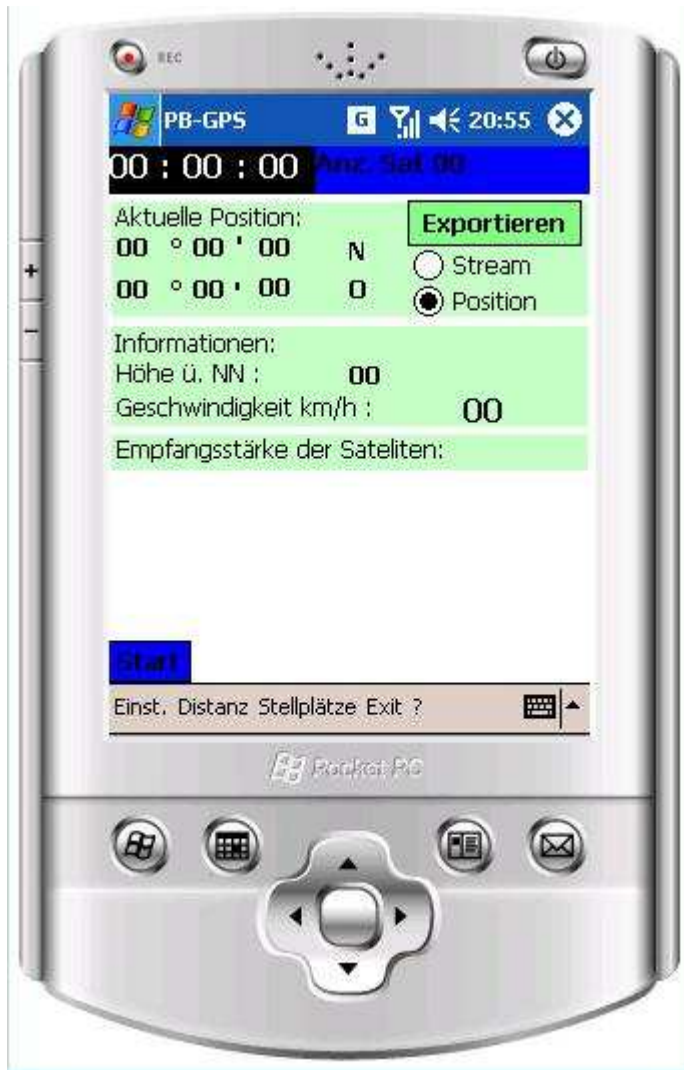 REC
PB-GPS G 20:55
00 : 00 : 00 Anz. Sat 00
Aktuelle Position:
Exportieren
00 ° 00 ' 00 N
Stream
00 ° 00 ' 00 O
Position
Informationen:
Höhe ü. NN : 00
Geschwindigkeit km/h : 00
Empfangsstärke der Sateliten:
Start
Einst. Distanz Stellplätze Exit ?
Pocket PC
+
-